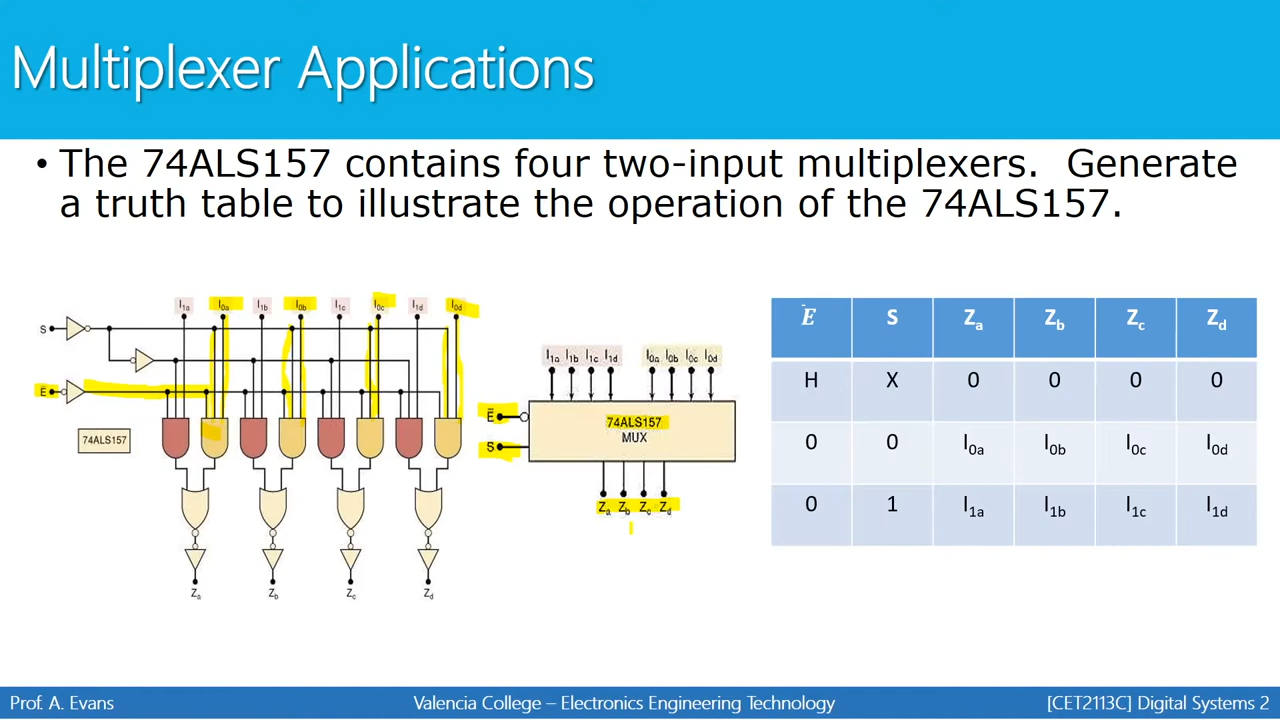 Multiplexer Applications
• The 74ALS157 contains four two-input multiplexers. Generate
a truth table to illustrate the operation of the 74ALS157.
I1a I0a I1b I0b I1c I0c I1d I0d
S
E̅
74ALS157
Za Zb Zc Zd
I1a I1b I1c I1d I0a I0b I0c I0d
E̅
S
74ALS157
MUX
Za Zb Zc Zd
E̅ S Za Zb Zc Zd
H X 0 0 0 0
0 0 I0a I0b I0c I0d
0 1 I1a I1b I1c I1d
Prof. A. Evans
Valencia College – Electronics Engineering Technology
[CET2113C] Digital Systems 2